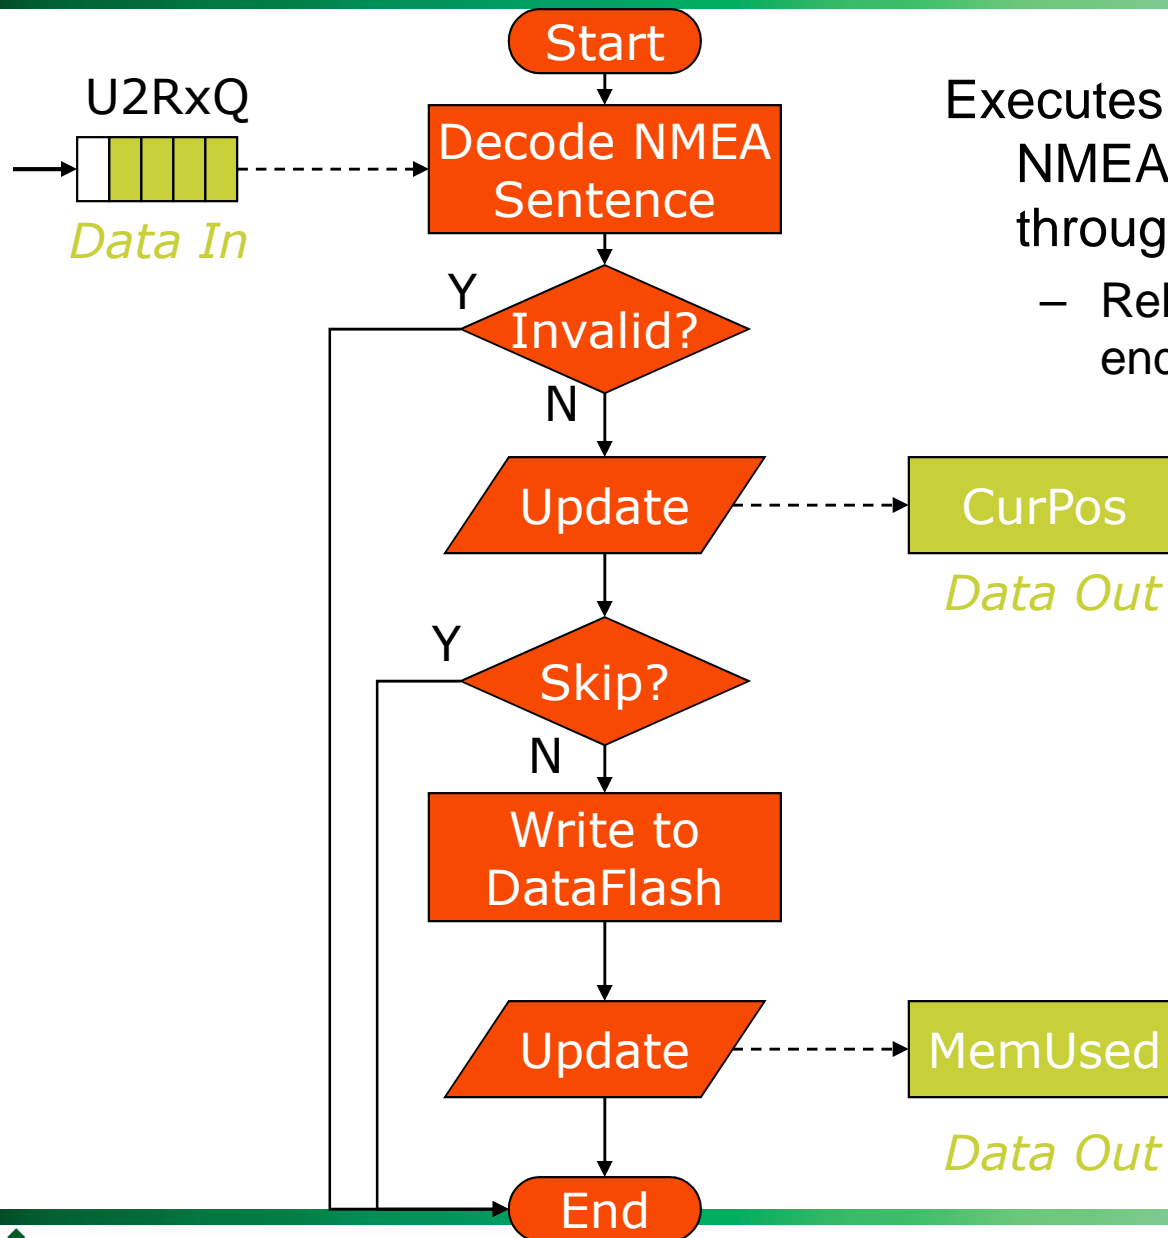 Start
U2RxQ
Data In
Decode NMEA
Sentence
Executes
NMEA
Y
Invalid?
N
Update
CurPos
Data Out
Y
Skip?
N
Write to
DataFlash
Update
MemUsed
Data Out
End